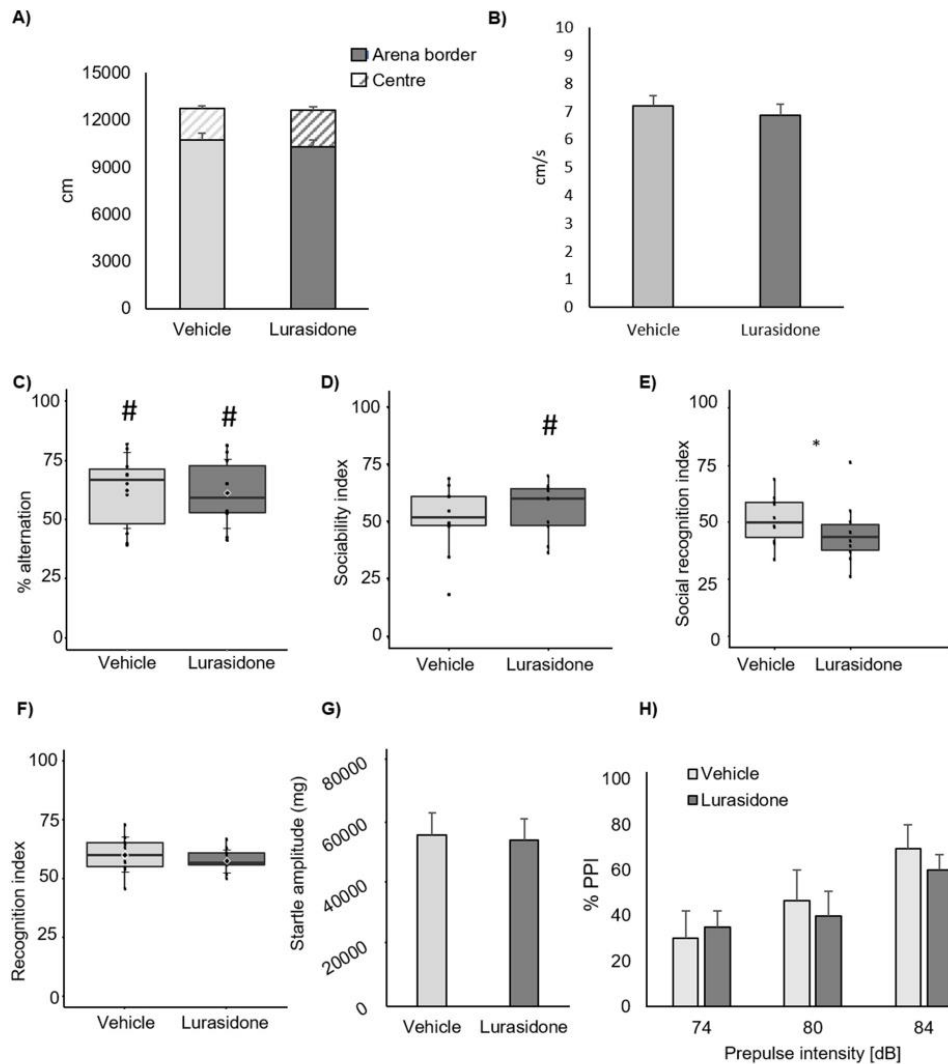 A)
Arena border
Centre
15000
12000
9000
6000
3000
0
cm
Vehicle
Lurasidone
B)
10
9
8
7
6
5
4
3
2
1
0
cm/s
Vehicle
Lurasidone
C)
100
75
50
25
0
% alternation
#
#
Vehicle
Lurasidone
D)
100
75
50
25
0
Sociability index
#
Vehicle
Lurasidone
E)
100
75
50
25
0
Social recognition index
*
Vehicle
Lurasidone
F)
100
75
50
25
0
Recognition index
Vehicle
Lurasidone
G)
80000
60000
40000
20000
0
Startle amplitude (mg)
Vehicle
Lurasidone
H)
Vehicle
Lurasidone
100
80
60
40
20
0
% PPI
74
80
84
Prepulse intensity [dB]